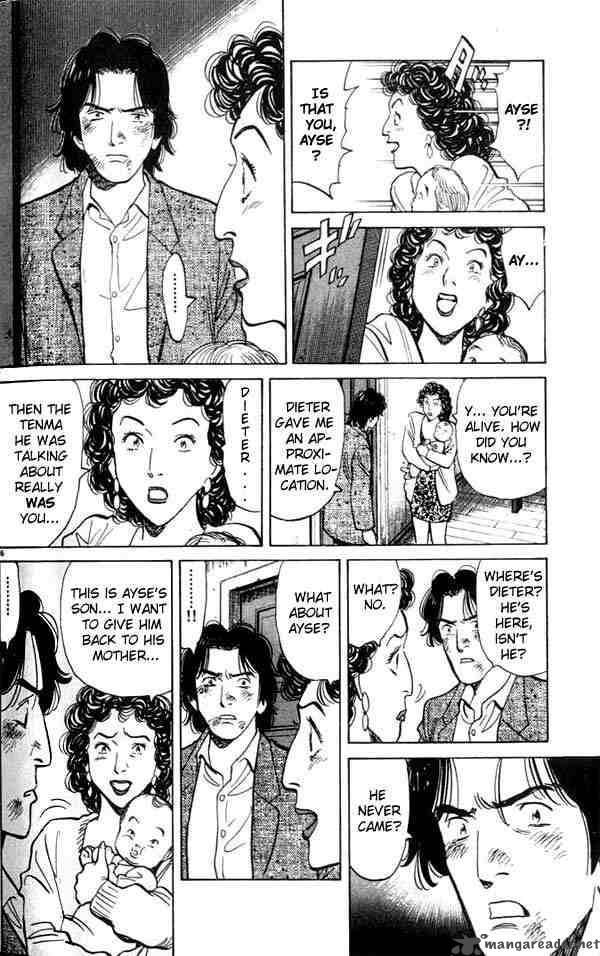 AYSE
?!
IS
THAT
YOU,
AYSE
?
AY...
........
Y... YOU'RE
ALIVE. HOW
DID YOU
KNOW...?
DIETER
GAVE ME
AN AP-
PROXI-
MATE LO-
CATION.
DIETER...
THEN THE
TENMA
HE WAS
TALKING
ABOUT
REALLY
WAS
YOU...
WHERE'S
DIETER?
HE'S
HERE,
ISN'T
HE?
WHAT?
NO.
HE
NEVER
CAME?
WHAT
ABOUT
AYSE?
......!!
THIS IS AYSE'S
SON... I WANT
TO GIVE HIM
BACK TO HIS
MOTHER...
........
6
mangareader.net